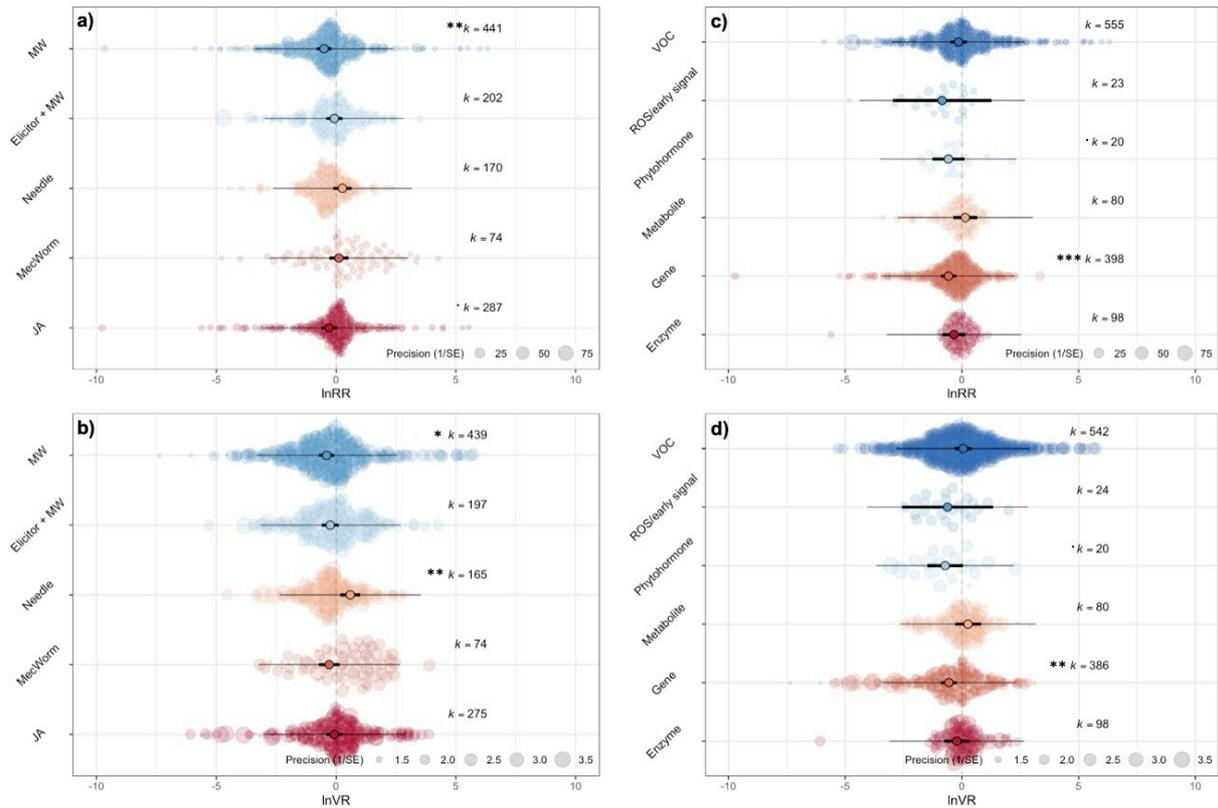 a)
MW
**k = 441
Elicitor + MW
k = 202
Needle
k = 170
MecWorm
k = 74
JA
· k = 287
Precision (1/SE) 25 50 75
-10 -5 0 5 10
lnRR
b)
MW
* k = 439
Elicitor + MW
k = 197
Needle
** k = 165
MecWorm
k = 74
JA
k = 275
Precision (1/SE) 1.5 2.0 2.5 3.0 3.5
-10 -5 0 5 10
lnVR
c)
VOC
k = 555
ROS/early signal
k = 23
Phytohormone
· k = 20
Metabolite
k = 80
Gene
*** k = 398
Enzyme
k = 98
Precision (1/SE) 25 50 75
-10 -5 0 5 10
lnRR
d)
VOC
k = 542
ROS/early signal
k = 24
Phytohormone
· k = 20
Metabolite
k = 80
Gene
** k = 386
Enzyme
k = 98
Precision (1/SE) 1.5 2.0 2.5 3.0 3.5
-10 -5 0 5 10
lnVR